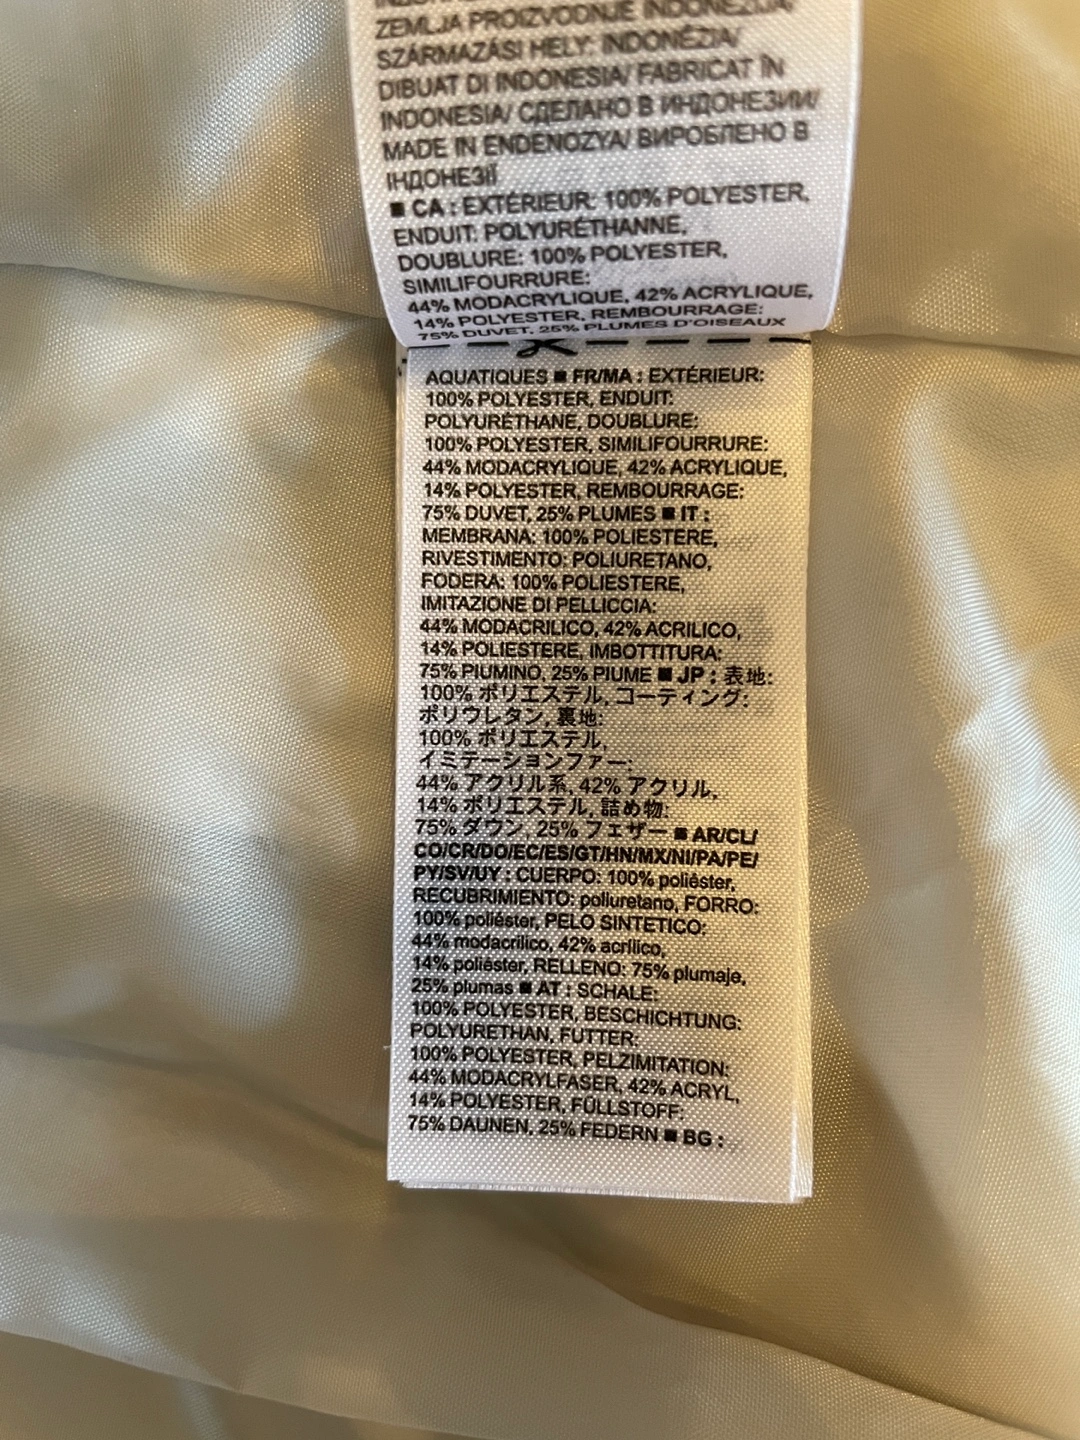 ZEMLJA PROIZVODNJE INDONEZIJA/
SZÁRMAZÁSI HELY: INDONÉZIA/
DIBUAT DI INDONESIA/ FABRICAT ÎN
INDONESIA/ СДЕЛАНО В ИНДОНЕЗИИ/
MADE IN ENDENOZYA/ ВИРОБЛЕНО В
ІНДОНЕЗІЇ
■ CA : EXTÉRIEUR: 100% POLYESTER,
ENDUIT: POLYURÉTHANNE,
DOUBLURE: 100% POLYESTER,
SIMILIFOURRURE:
44% MODACRYLIQUE, 42% ACRYLIQUE,
14% POLYESTER, REMBOURRAGE:
75% DUVET, 25% PLUMES D'OISEAUX
AQUATIQUES ■ FR/MA : EXTÉRIEUR:
100% POLYESTER, ENDUIT:
POLYURÉTHANE, DOUBLURE:
100% POLYESTER, SIMILIFOURRURE:
44% MODACRYLIQUE, 42% ACRYLIQUE,
14% POLYESTER, REMBOURRAGE:
75% DUVET, 25% PLUMES ■ IT :
MEMBRANA: 100% POLIESTERE,
RIVESTIMENTO: POLIURETANO,
FODERA: 100% POLIESTERE,
IMITAZIONE DI PELLICCIA:
44% MODACRILICO, 42% ACRILICO,
14% POLIESTERE, IMBOTTITURA:
75% PIUMINO, 25% PIUME ■ JP : 表地:
100% ポリエステル, コーティング:
ポリウレタン, 裏地:
100% ポリエステル,
イミテーションファー:
44% アクリル系, 42% アクリル,
14% ポリエステル, 詰め物:
75% ダウン, 25% フェザー ■ AR/CL/
CO/CR/DO/EC/ES/GT/HN/MX/NI/PA/PE/
PY/SV/UY : CUERPO: 100% poliéster,
RECUBRIMIENTO: poliuretano, FORRO:
100% poliéster, PELO SINTETICO:
44% modacrilico, 42% acrílico,
14% poliéster, RELLENO: 75% plumaje,
25% plumas ■ AT : SCHALE:
100% POLYESTER, BESCHICHTUNG:
POLYURETHAN, FUTTER:
100% POLYESTER, PELZIMITATION:
44% MODACRYLFASER, 42% ACRYL,
14% POLYESTER, FÜLLSTOFF:
75% DAUNEN, 25% FEDERN ■ BG :